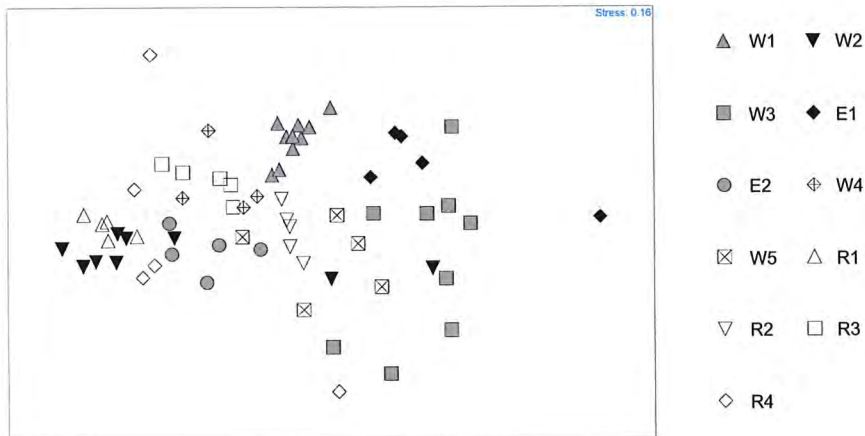 Stress: 0.16
W1 W2
W3 E1
E2 W4
W5 R1
R2 R3
R4